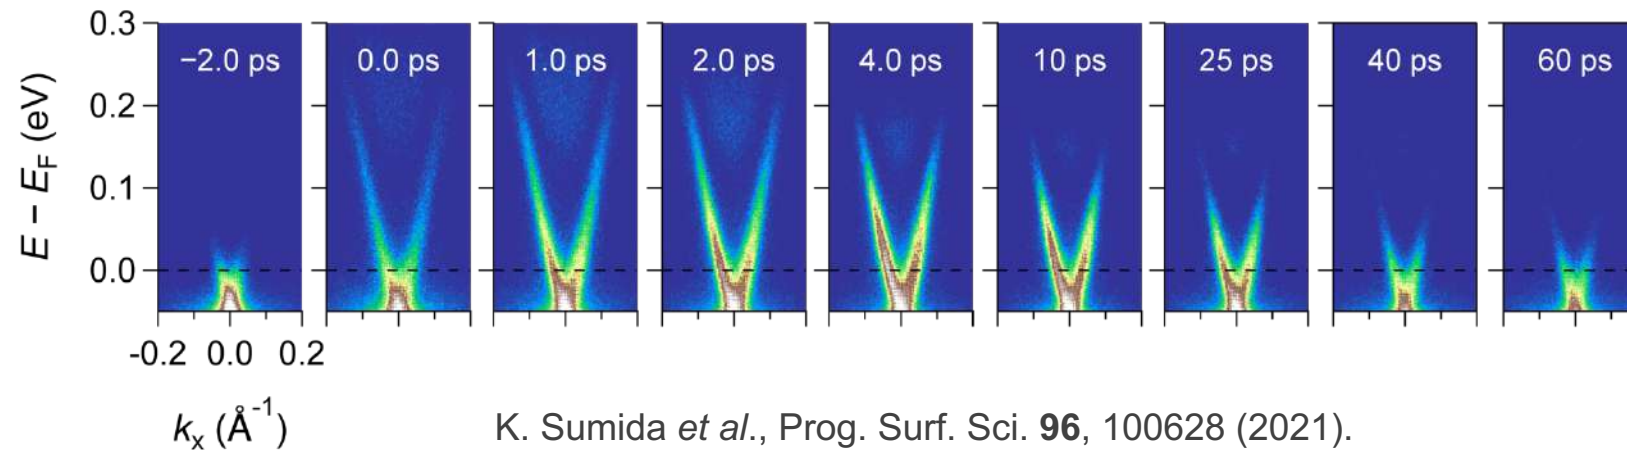 0.3
0.2
0.1
0.0
E − E_F (eV)
−2.0 ps
0.0 ps
1.0 ps
2.0 ps
4.0 ps
10 ps
25 ps
40 ps
60 ps
-0.2 0.0 0.2
kₓ (Å⁻¹)
K. Sumida et al., Prog. Surf. Sci. 96, 100628 (2021).